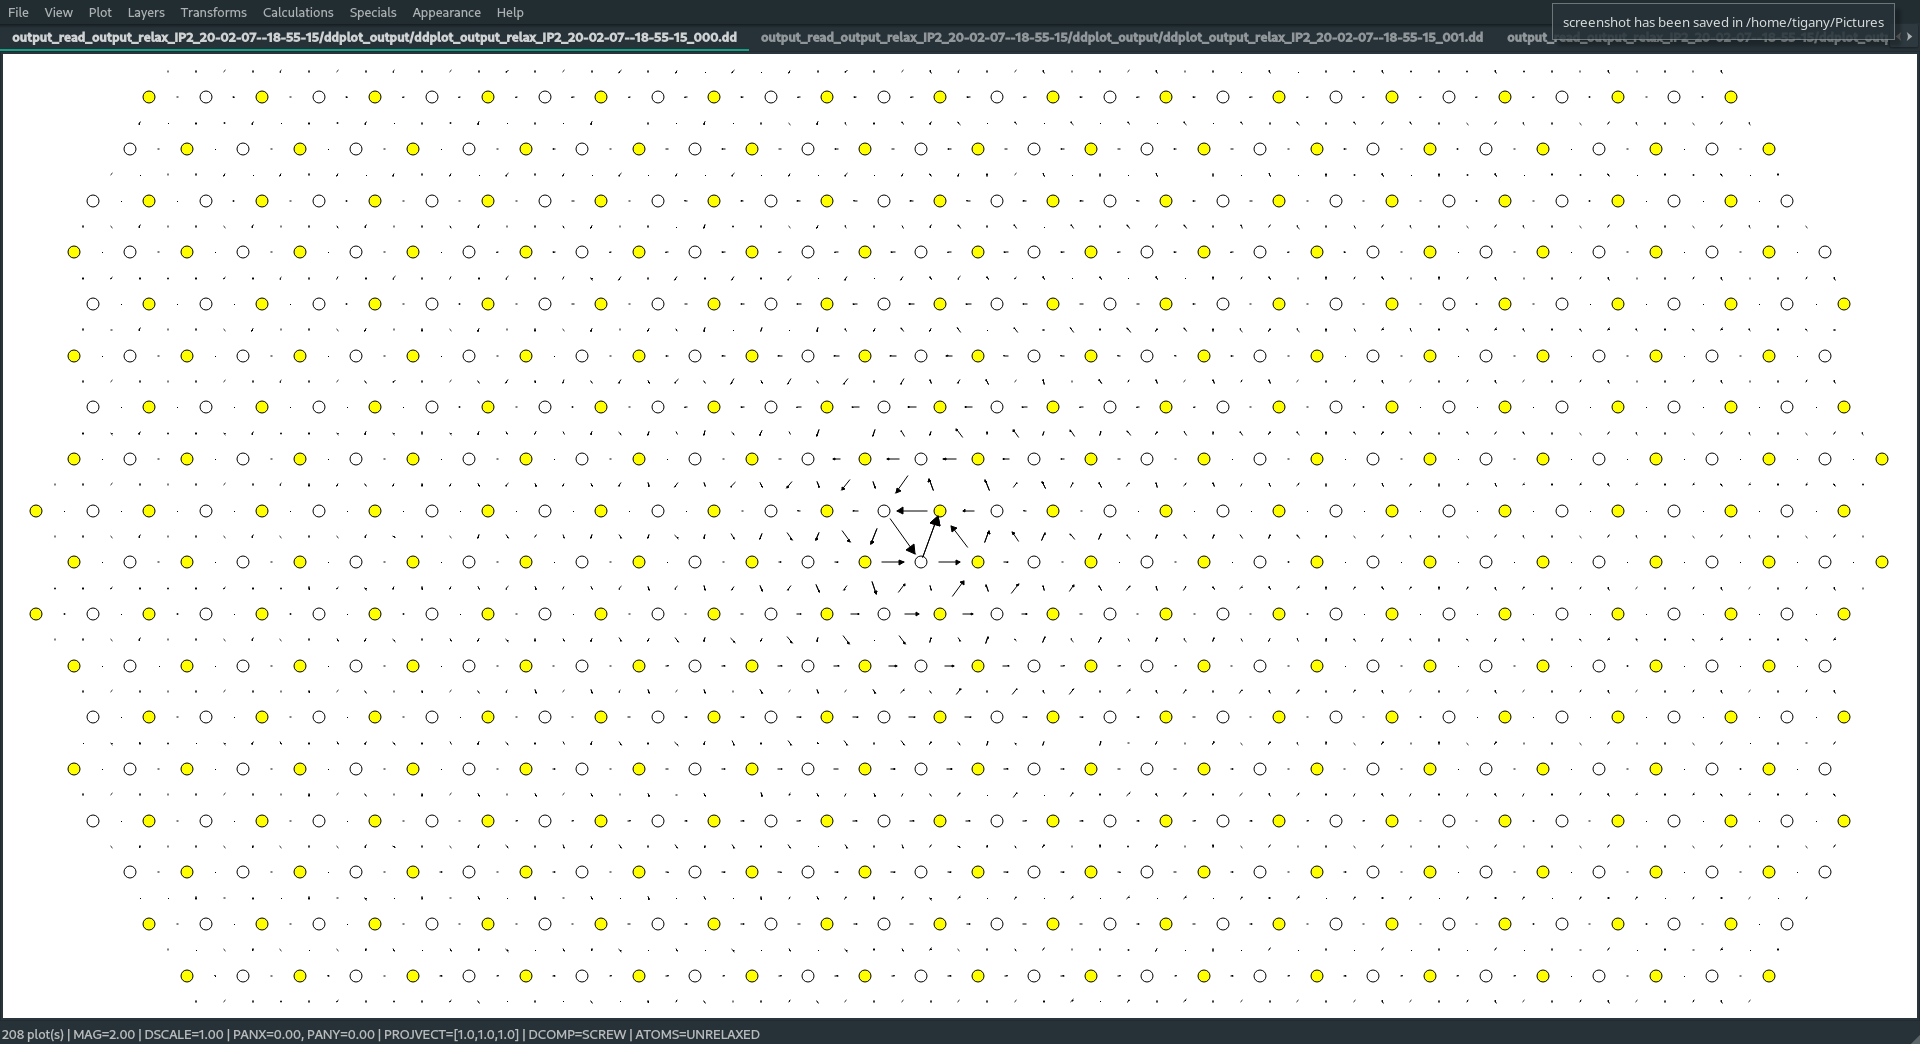 File View Plot Layers Transforms Calculations Specials Appearance Help
screenshot has been saved in /home/tigany/Pictures
output_read_output_relax_IP2_20-02-07--18-55-15/ddplot_output/ddplot_output_relax_IP2_20-02-07--18-55-15_000.dd output_read_output_relax_IP2_20-02-07--18-55-15/ddplot_output/ddplot_output_relax_IP2_20-02-07--18-55-15_001.dd
208 plot(s) | MAG=2.00 | DSCALE=1.00 | PANX=0.00, PANY=0.00 | PROJVECT=[1.0,1.0,1.0] | DCOMP=SCREW | ATOMS=UNRELAXED